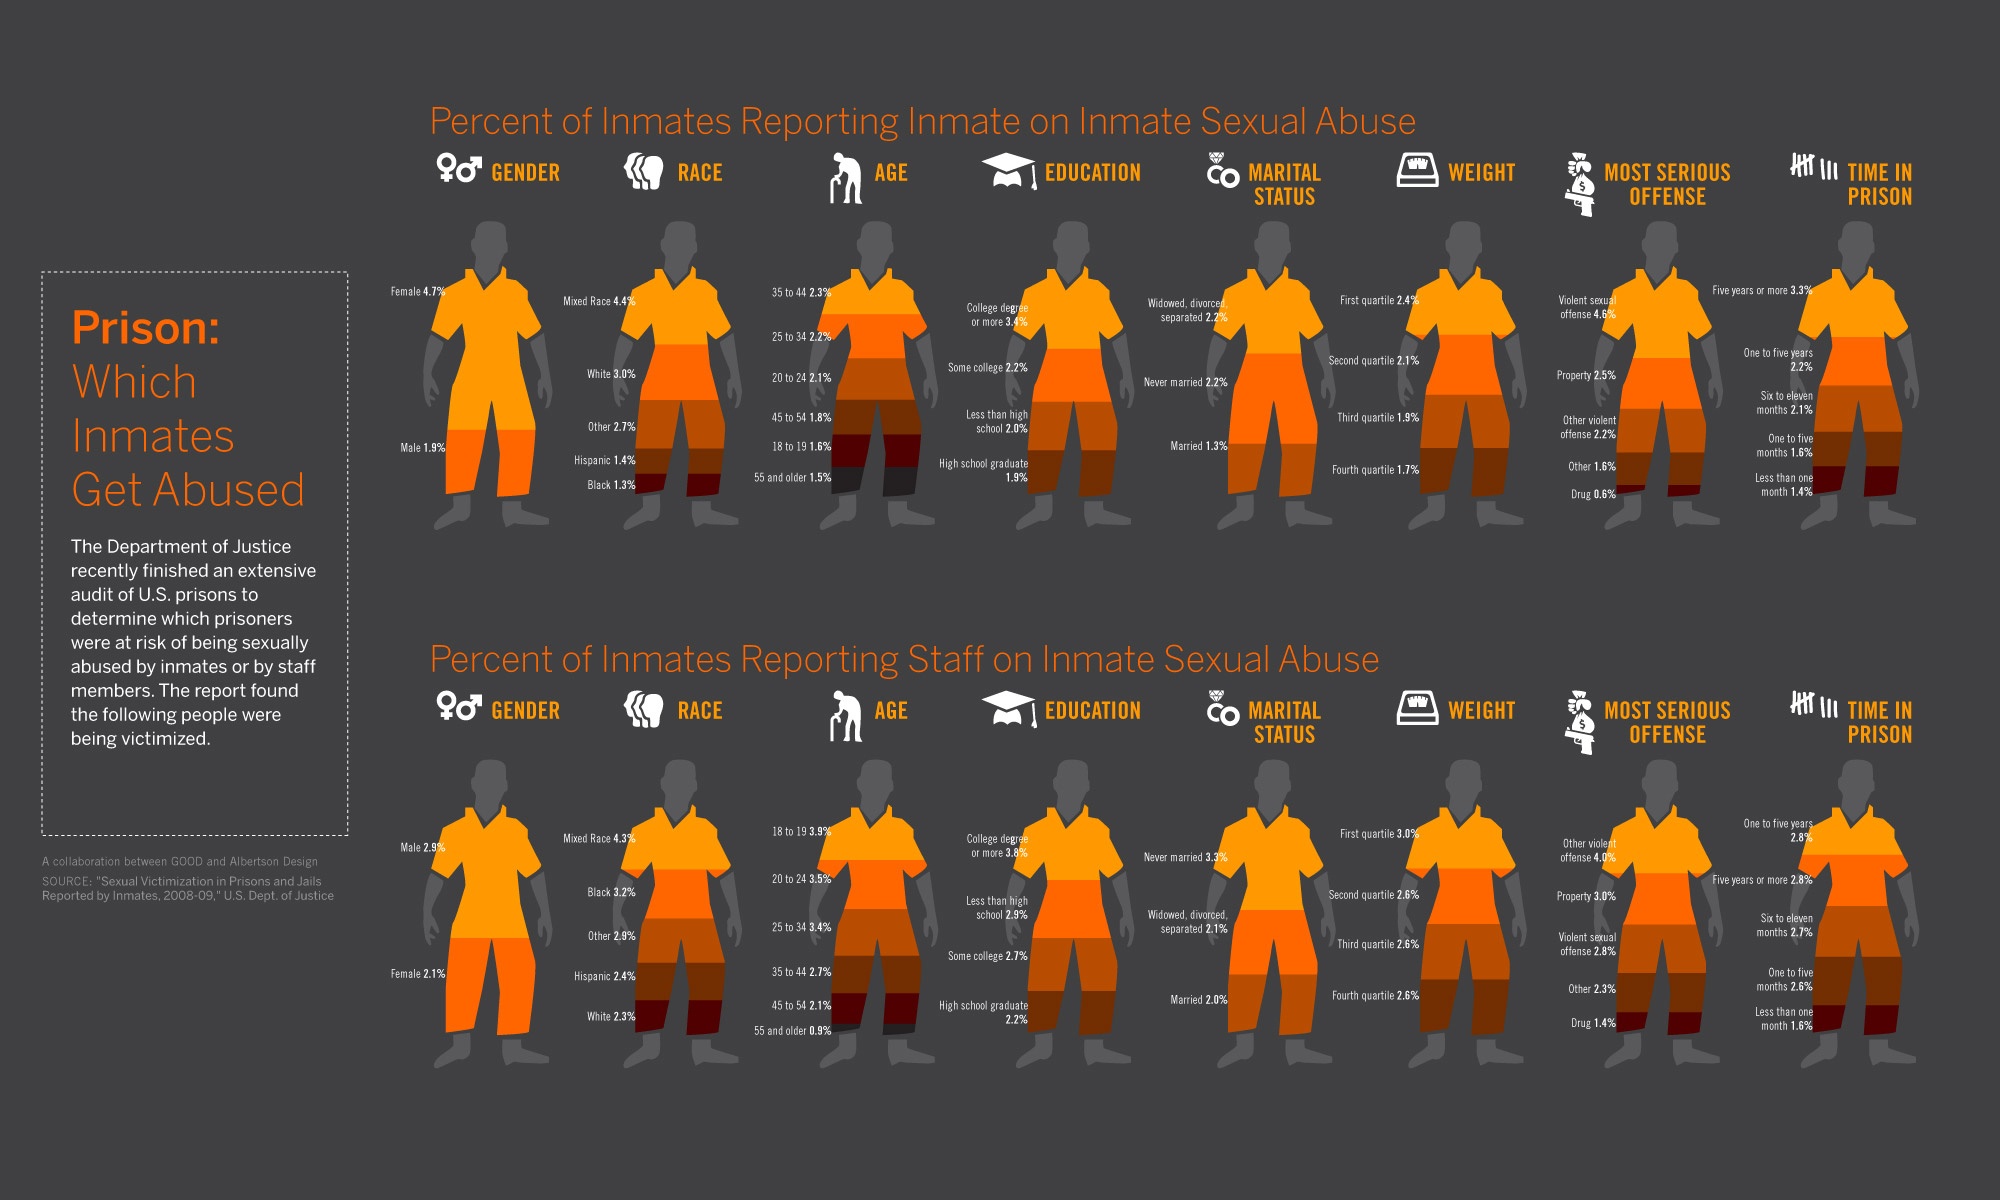 Prison:
Which
Inmates
Get Abused
The Department of Justice
recently finished an extensive
audit of U.S. prisons to
determine which prisoners
were at risk of being sexually
abused by inmates or by staff
members. The report found
the following people were
being victimized.
A collaboration between GOOD and Albertson Design
SOURCE: "Sexual Victimization in Prisons and Jails
Reported by Inmates, 2008-09," U.S. Dept. of Justice
Percent of Inmates Reporting Inmate on Inmate Sexual Abuse
GENDER
Female 4.7%
Male 1.9%
RACE
Mixed Race 4.4%
White 3.0%
Other 2.7%
Hispanic 1.4%
Black 1.3%
AGE
35 to 44 2.3%
25 to 34 2.2%
20 to 24 2.1%
45 to 54 1.8%
18 to 19 1.6%
55 and older 1.5%
EDUCATION
College degree
or more 3.4%
Some college 2.2%
Less than high
school 2.0%
High school graduate
1.9%
MARITAL
STATUS
Widowed, divorced,
separated 2.2%
Never married 2.2%
Married 1.3%
WEIGHT
First quartile 2.4%
Second quartile 2.1%
Third quartile 1.9%
Fourth quartile 1.7%
$
MOST SERIOUS
OFFENSE
Violent sexual
offense 4.6%
Property 2.5%
Other violent
offense 2.2%
Other 1.6%
Drug 0.6%
TIME IN
PRISON
Five years or more 3.3%
One to five years
2.2%
Six to eleven
months 2.1%
One to five
months 1.6%
Less than one
month 1.4%
Percent of Inmates Reporting Staff on Inmate Sexual Abuse
GENDER
Male 2.9%
Female 2.1%
RACE
Mixed Race 4.3%
Black 3.2%
Other 2.9%
Hispanic 2.4%
White 2.3%
AGE
18 to 19 3.9%
20 to 24 3.5%
25 to 34 3.4%
35 to 44 2.7%
45 to 54 2.1%
55 and older 0.9%
EDUCATION
College degree
or more 3.8%
Less than high
school 2.9%
Some college 2.7%
High school graduate
2.2%
MARITAL
STATUS
Never married 3.3%
Widowed, divorced,
separated 2.1%
Married 2.0%
WEIGHT
First quartile 3.0%
Second quartile 2.6%
Third quartile 2.6%
Fourth quartile 2.6%
$
MOST SERIOUS
OFFENSE
Other violent
offense 4.0%
Property 3.0%
Violent sexual
offense 2.8%
Other 2.3%
Drug 1.4%
TIME IN
PRISON
One to five years
2.8%
Five years or more 2.8%
Six to eleven
months 2.7%
One to five
months 2.6%
Less than one
month 1.6%